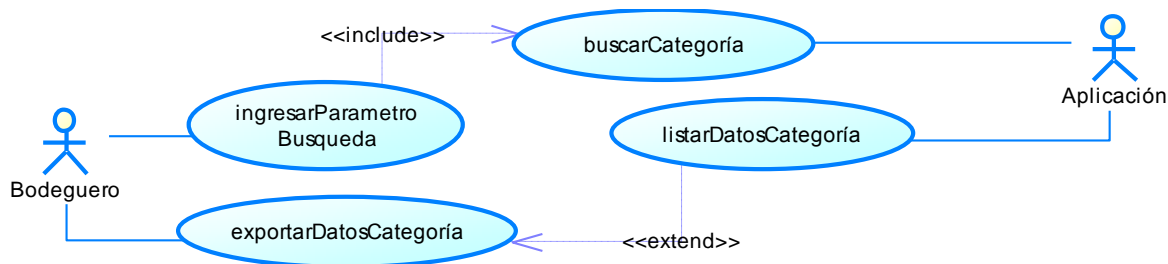 <<include>>
buscarCategoría
Aplicación
ingresarParametro
Busqueda
listarDatosCategoría
Bodeguero
exportarDatosCategoría
<<extend>>